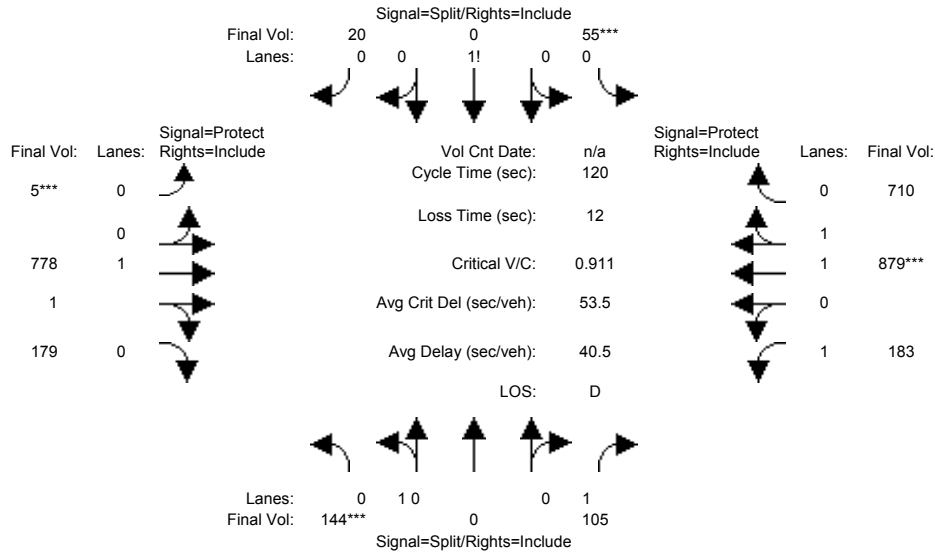 Signal=Split/Rights=Include
Final Vol: 20 0 55***
Lanes: 0 0 1! 0 0
Signal=Protect Signal=Protect
Final Vol: Lanes: Rights=Include Vol Cnt Date: n/a Rights=Include Lanes: Final Vol:
Cycle Time (sec): 120
5*** 0 0 710
Loss Time (sec): 12
0 1
778 1 Critical V/C: 0.911 1 879***
1 Avg Crit Del (sec/veh): 53.5 0
179 0 Avg Delay (sec/veh): 40.5 1 183
LOS: D
Lanes: 0 1 0 0 1
Final Vol: 144*** 0 105
Signal=Split/Rights=Include